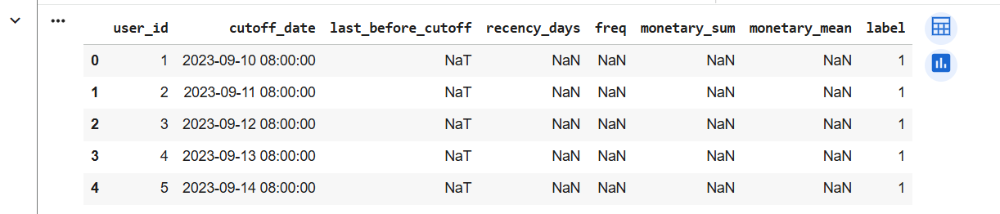 user_id cutoff_date last_before_cutoff recency_days freq monetary_sum monetary_mean label
0 1 2023-09-10 08:00:00 NaT NaN NaN NaN NaN 1
1 2 2023-09-11 08:00:00 NaT NaN NaN NaN NaN 1
2 3 2023-09-12 08:00:00 NaT NaN NaN NaN NaN 1
3 4 2023-09-13 08:00:00 NaT NaN NaN NaN NaN 1
4 5 2023-09-14 08:00:00 NaT NaN NaN NaN NaN 1